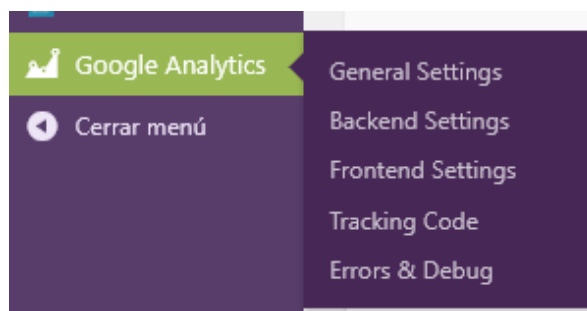 Google Analytics
Cerrar menú
General Settings
Backend Settings
Frontend Settings
Tracking Code
Errors & Debug